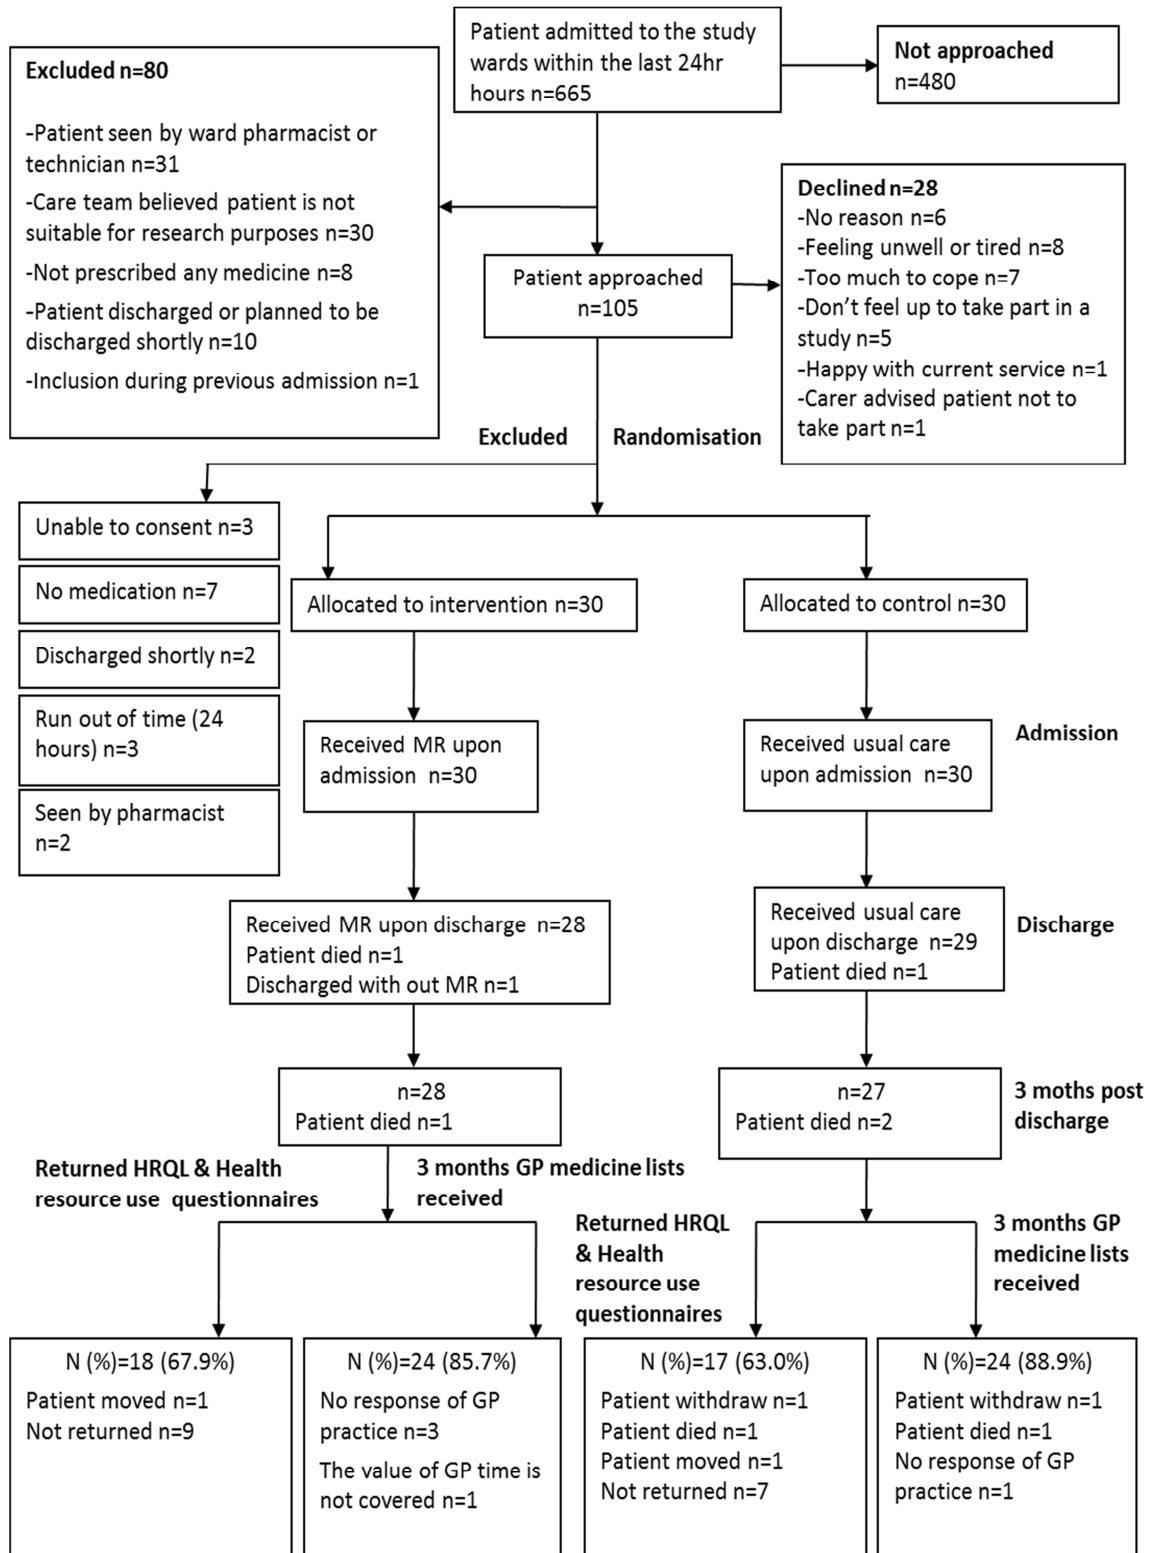 Patient admitted to the study
wards within the last 24hr
hours n=665
Not approached
n=480
Excluded n=80
-Patient seen by ward pharmacist or
technician n=31
-Care team believed patient is not
suitable for research purposes n=30
-Not prescribed any medicine n=8
-Patient discharged or planned to be
discharged shortly n=10
-Inclusion during previous admission n=1
Declined n=28
-No reason n=6
-Feeling unwell or tired n=8
-Too much to cope n=7
-Don't feel up to take part in a
study n=5
-Happy with current service n=1
-Carer advised patient not to
take part n=1
Patient approached
n=105
Excluded
Randomisation
Unable to consent n=3
No medication n=7
Discharged shortly n=2
Run out of time (24
hours) n=3
Seen by pharmacist
n=2
Allocated to intervention n=30
Allocated to control n=30
Received MR upon
admission n=30
Received usual care
upon admission n=30
Admission
Received MR upon discharge n=28
Patient died n=1
Discharged with out MR n=1
Received usual care
upon discharge n=29
Patient died n=1
Discharge
n=28
Patient died n=1
n=27
Patient died n=2
3 moths post
discharge
Returned HRQL & Health
resource use questionnaires
3 months GP medicine lists
received
Returned HRQL
& Health
resource use
questionnaires
3 months GP
medicine lists
received
N (%)=18 (67.9%)
Patient moved n=1
Not returned n=9
N (%)=24 (85.7%)
No response of GP
practice n=3
The value of GP time is
not covered n=1
N (%)=17 (63.0%)
Patient withdraw n=1
Patient died n=1
Patient moved n=1
Not returned n=7
N (%)=24 (88.9%)
Patient withdraw n=1
Patient died n=1
No response of GP
practice n=1